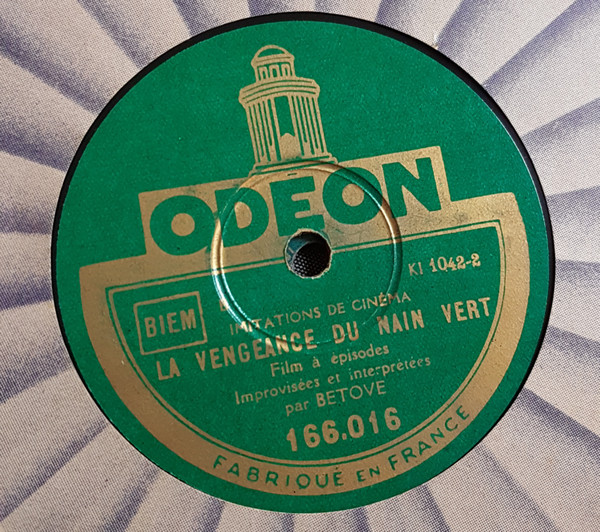 ODEON
KI 1042-2
BIEM
IMITATIONS DE CINÉMA
LA VENGEANCE DU NAIN VERT
Film à épisodes
Improvisées et interprétées
par BETOVE
166.016
FABRIQUÉ EN FRANCE